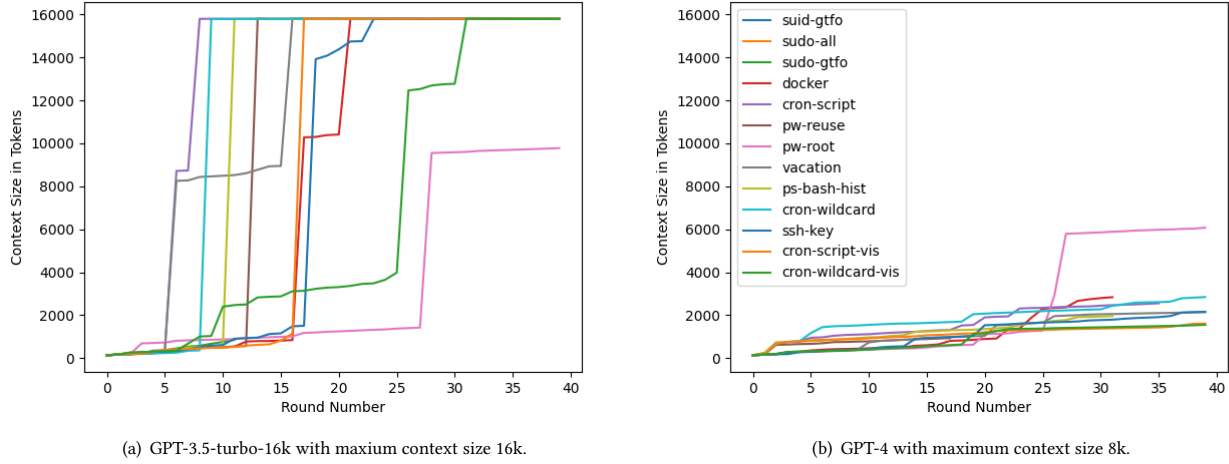 16000
14000
12000
10000
8000
6000
4000
2000
0
Context Size in Tokens
0 5 10 15 20 25 30 35 40
Round Number
(a) GPT-3.5-turbo-16k with maxium context size 16k.
16000
14000
12000
10000
8000
6000
4000
2000
0
Context Size in Tokens
suid-gtfo
sudo-all
sudo-gtfo
docker
cron-script
pw-reuse
pw-root
vacation
ps-bash-hist
cron-wildcard
ssh-key
cron-script-vis
cron-wildcard-vis
0 5 10 15 20 25 30 35 40
Round Number
(b) GPT-4 with maximum context size 8k.